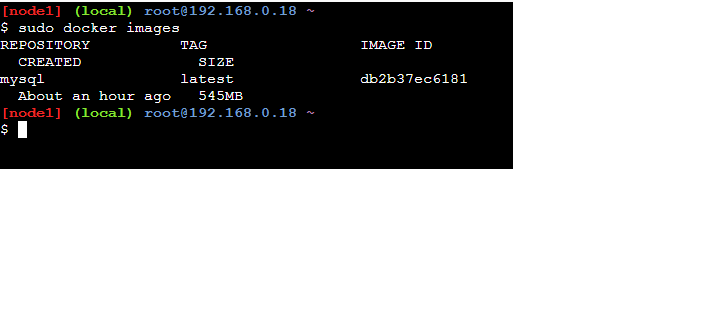 [node1] (local) root@192.168.0.18 ~
$ sudo docker images
REPOSITORY TAG IMAGE ID
CREATED SIZE
mysql latest db2b37ec6181
About an hour ago 545MB
[node1] (local) root@192.168.0.18 ~
$